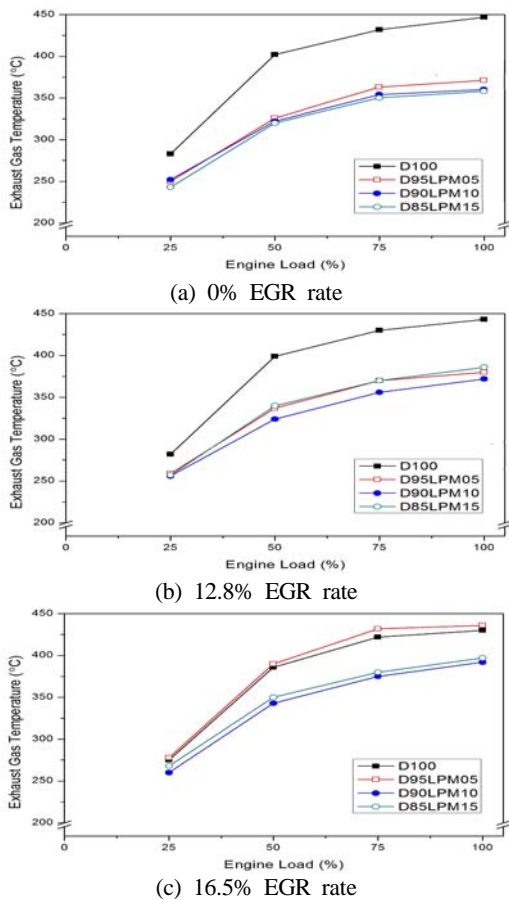 450
400
350
300
250
200
Exhaust Gas Temperature (°C)
D100
D95LPM05
D90LPM10
D85LPM15
0 25 50 75 100
Engine Load (%)
(a) 0% EGR rate
450
400
350
300
250
200
Exhaust Gas Temperature (°C)
D100
D95LPM05
D90LPM10
D85LPM15
0 25 50 75 100
Engine Load (%)
(b) 12.8% EGR rate
450
400
350
300
250
200
Exhaust Gas Temperature (°C)
D100
D95LPM05
D90LPM10
D85LPM15
0 25 50 75 100
Engine Load (%)
(c) 16.5% EGR rate